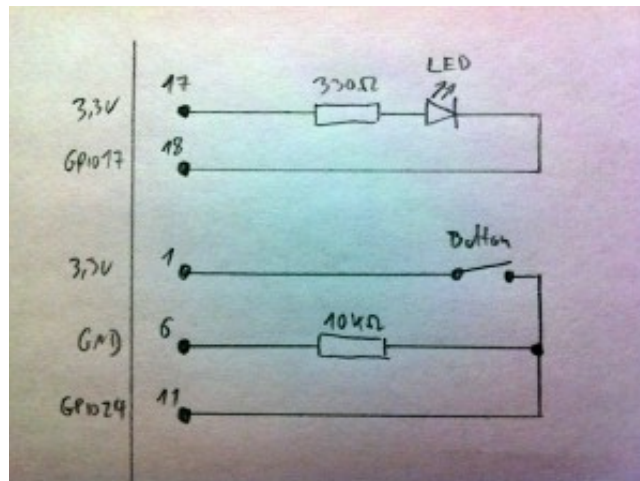 LED
17 330Ω
3,3V
18
GPIO17
Button
3,3V 1
10KΩ
GND 6
GPIO24 11